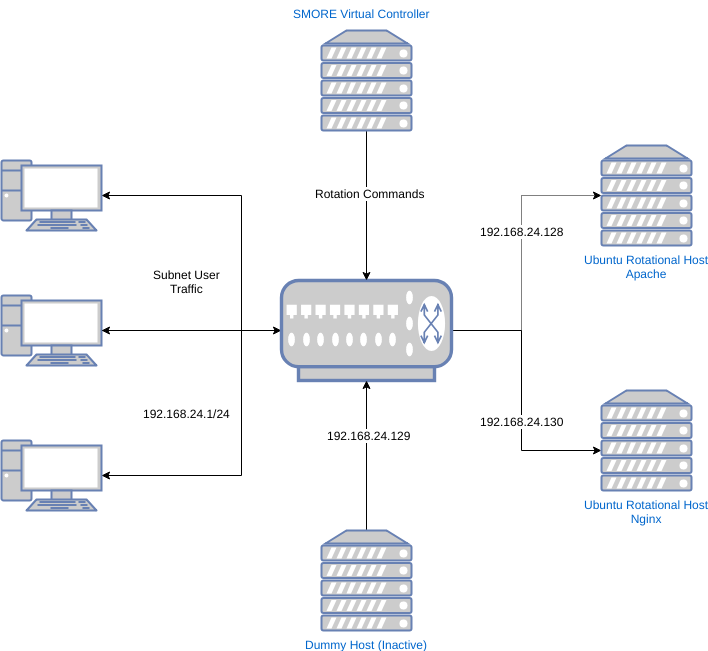 SMORE Virtual Controller
Rotation Commands
192.168.24.128
Ubuntu Rotational Host
Apache
Subnet User
Traffic
192.168.24.1/24
192.168.24.129
192.168.24.130
Ubuntu Rotational Host
Nginx
Dummy Host (Inactive)